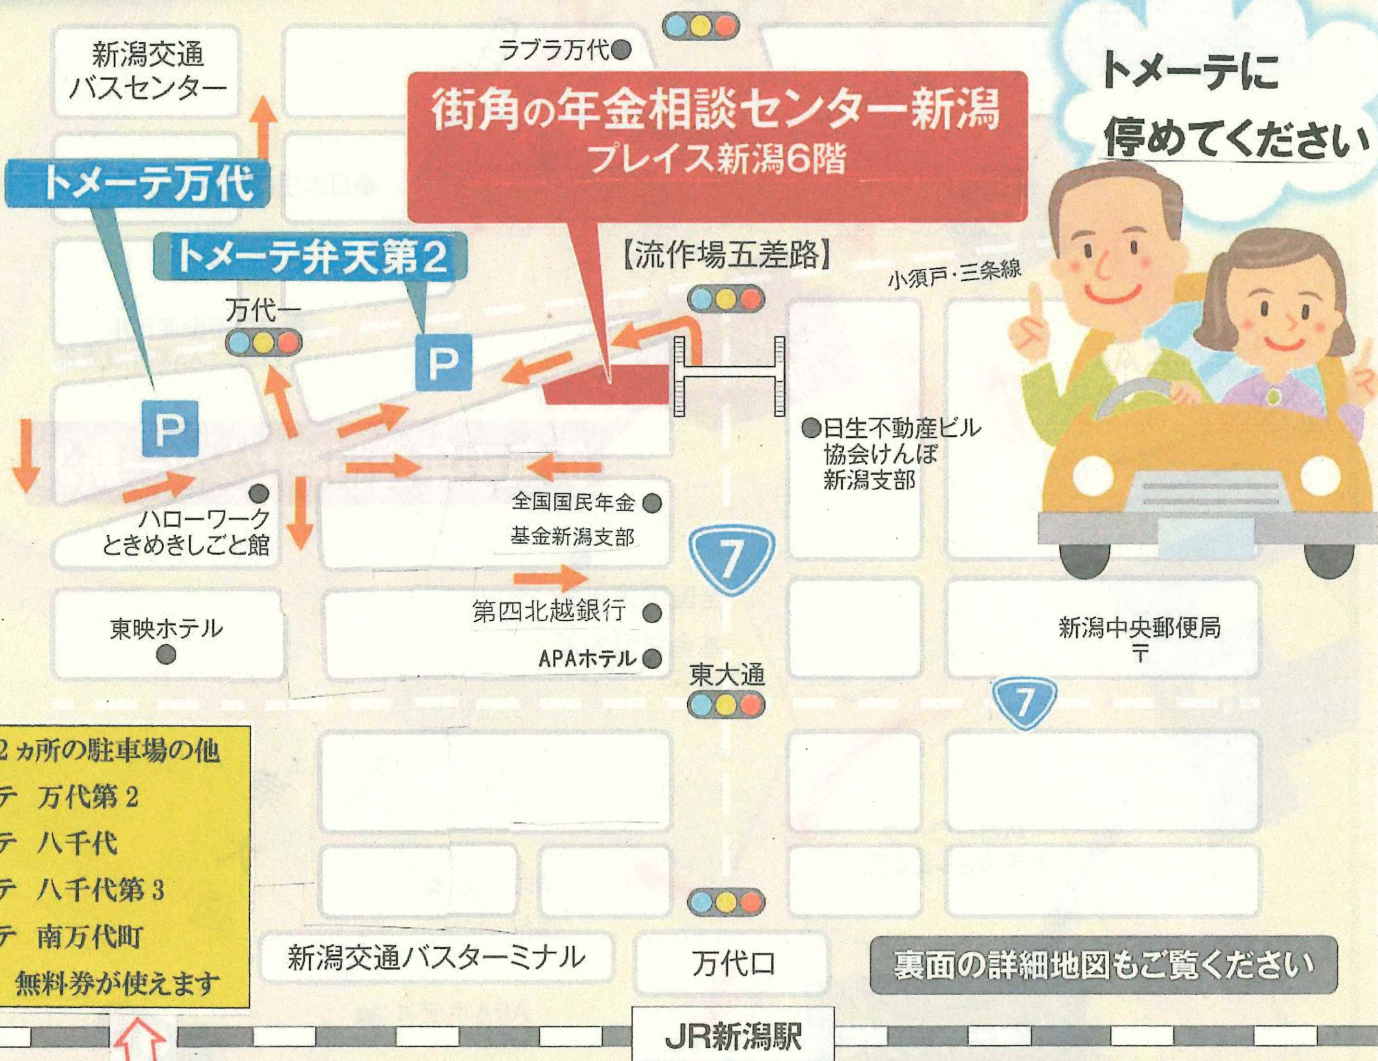 新潟交通
バスセンター
ラブラ万代
トメーテに
停めてください
街角の年金相談センター新潟
プレイス新潟6階
トメーテ万代
トメーテ弁天第2
【流作場五差路】
小須戸・三条線
万代一
P
P
日生不動産ビル
協会けんぽ
新潟支部
ハローワーク
ときめきしごと館
全国国民年金
基金新潟支部
7
東映ホテル
第四北越銀行
APAホテル
新潟中央郵便局
〒
東大通
7
2ヵ所の駐車場の他
テ 万代第2
テ 八千代
テ 八千代第3
テ 南万代町
無料券が使えます
新潟交通バスターミナル
万代口
裏面の詳細地図もご覧ください
JR新潟駅